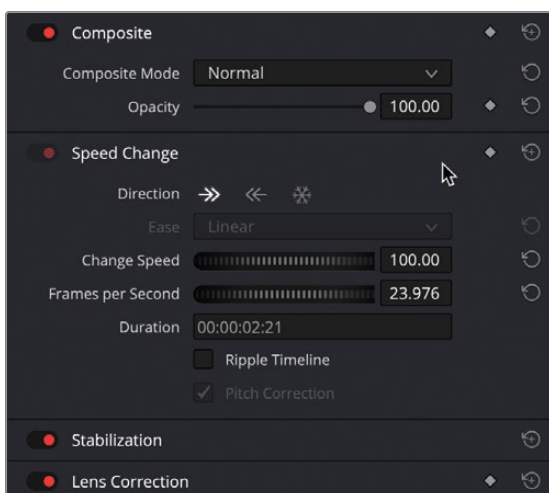 Composite
Composite Mode Normal
Opacity 100.00
Speed Change
Direction
Ease Linear
Change Speed 100.00
Frames per Second 23.976
Duration 00:00:02:21
Ripple Timeline
Pitch Correction
Stabilization
Lens Correction